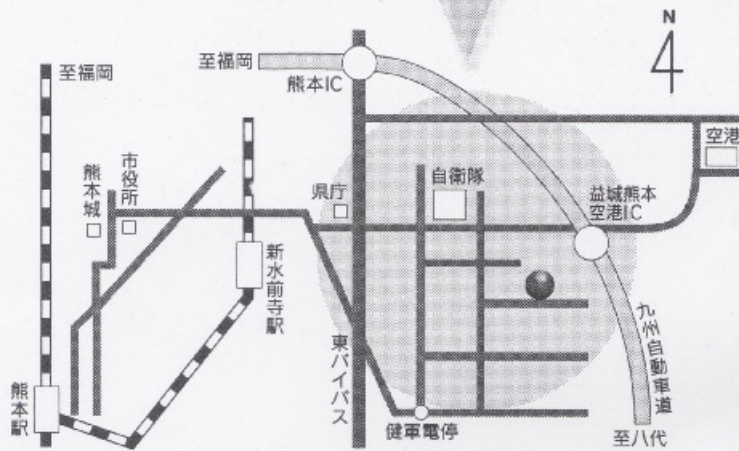 N
至福岡
至福岡
熊本IC
空港
市役所
熊本城
県庁
自衛隊
益城熊本
空港IC
新水前寺駅
東バイパス
九州自動車道
熊本駅
健軍電停
至八代